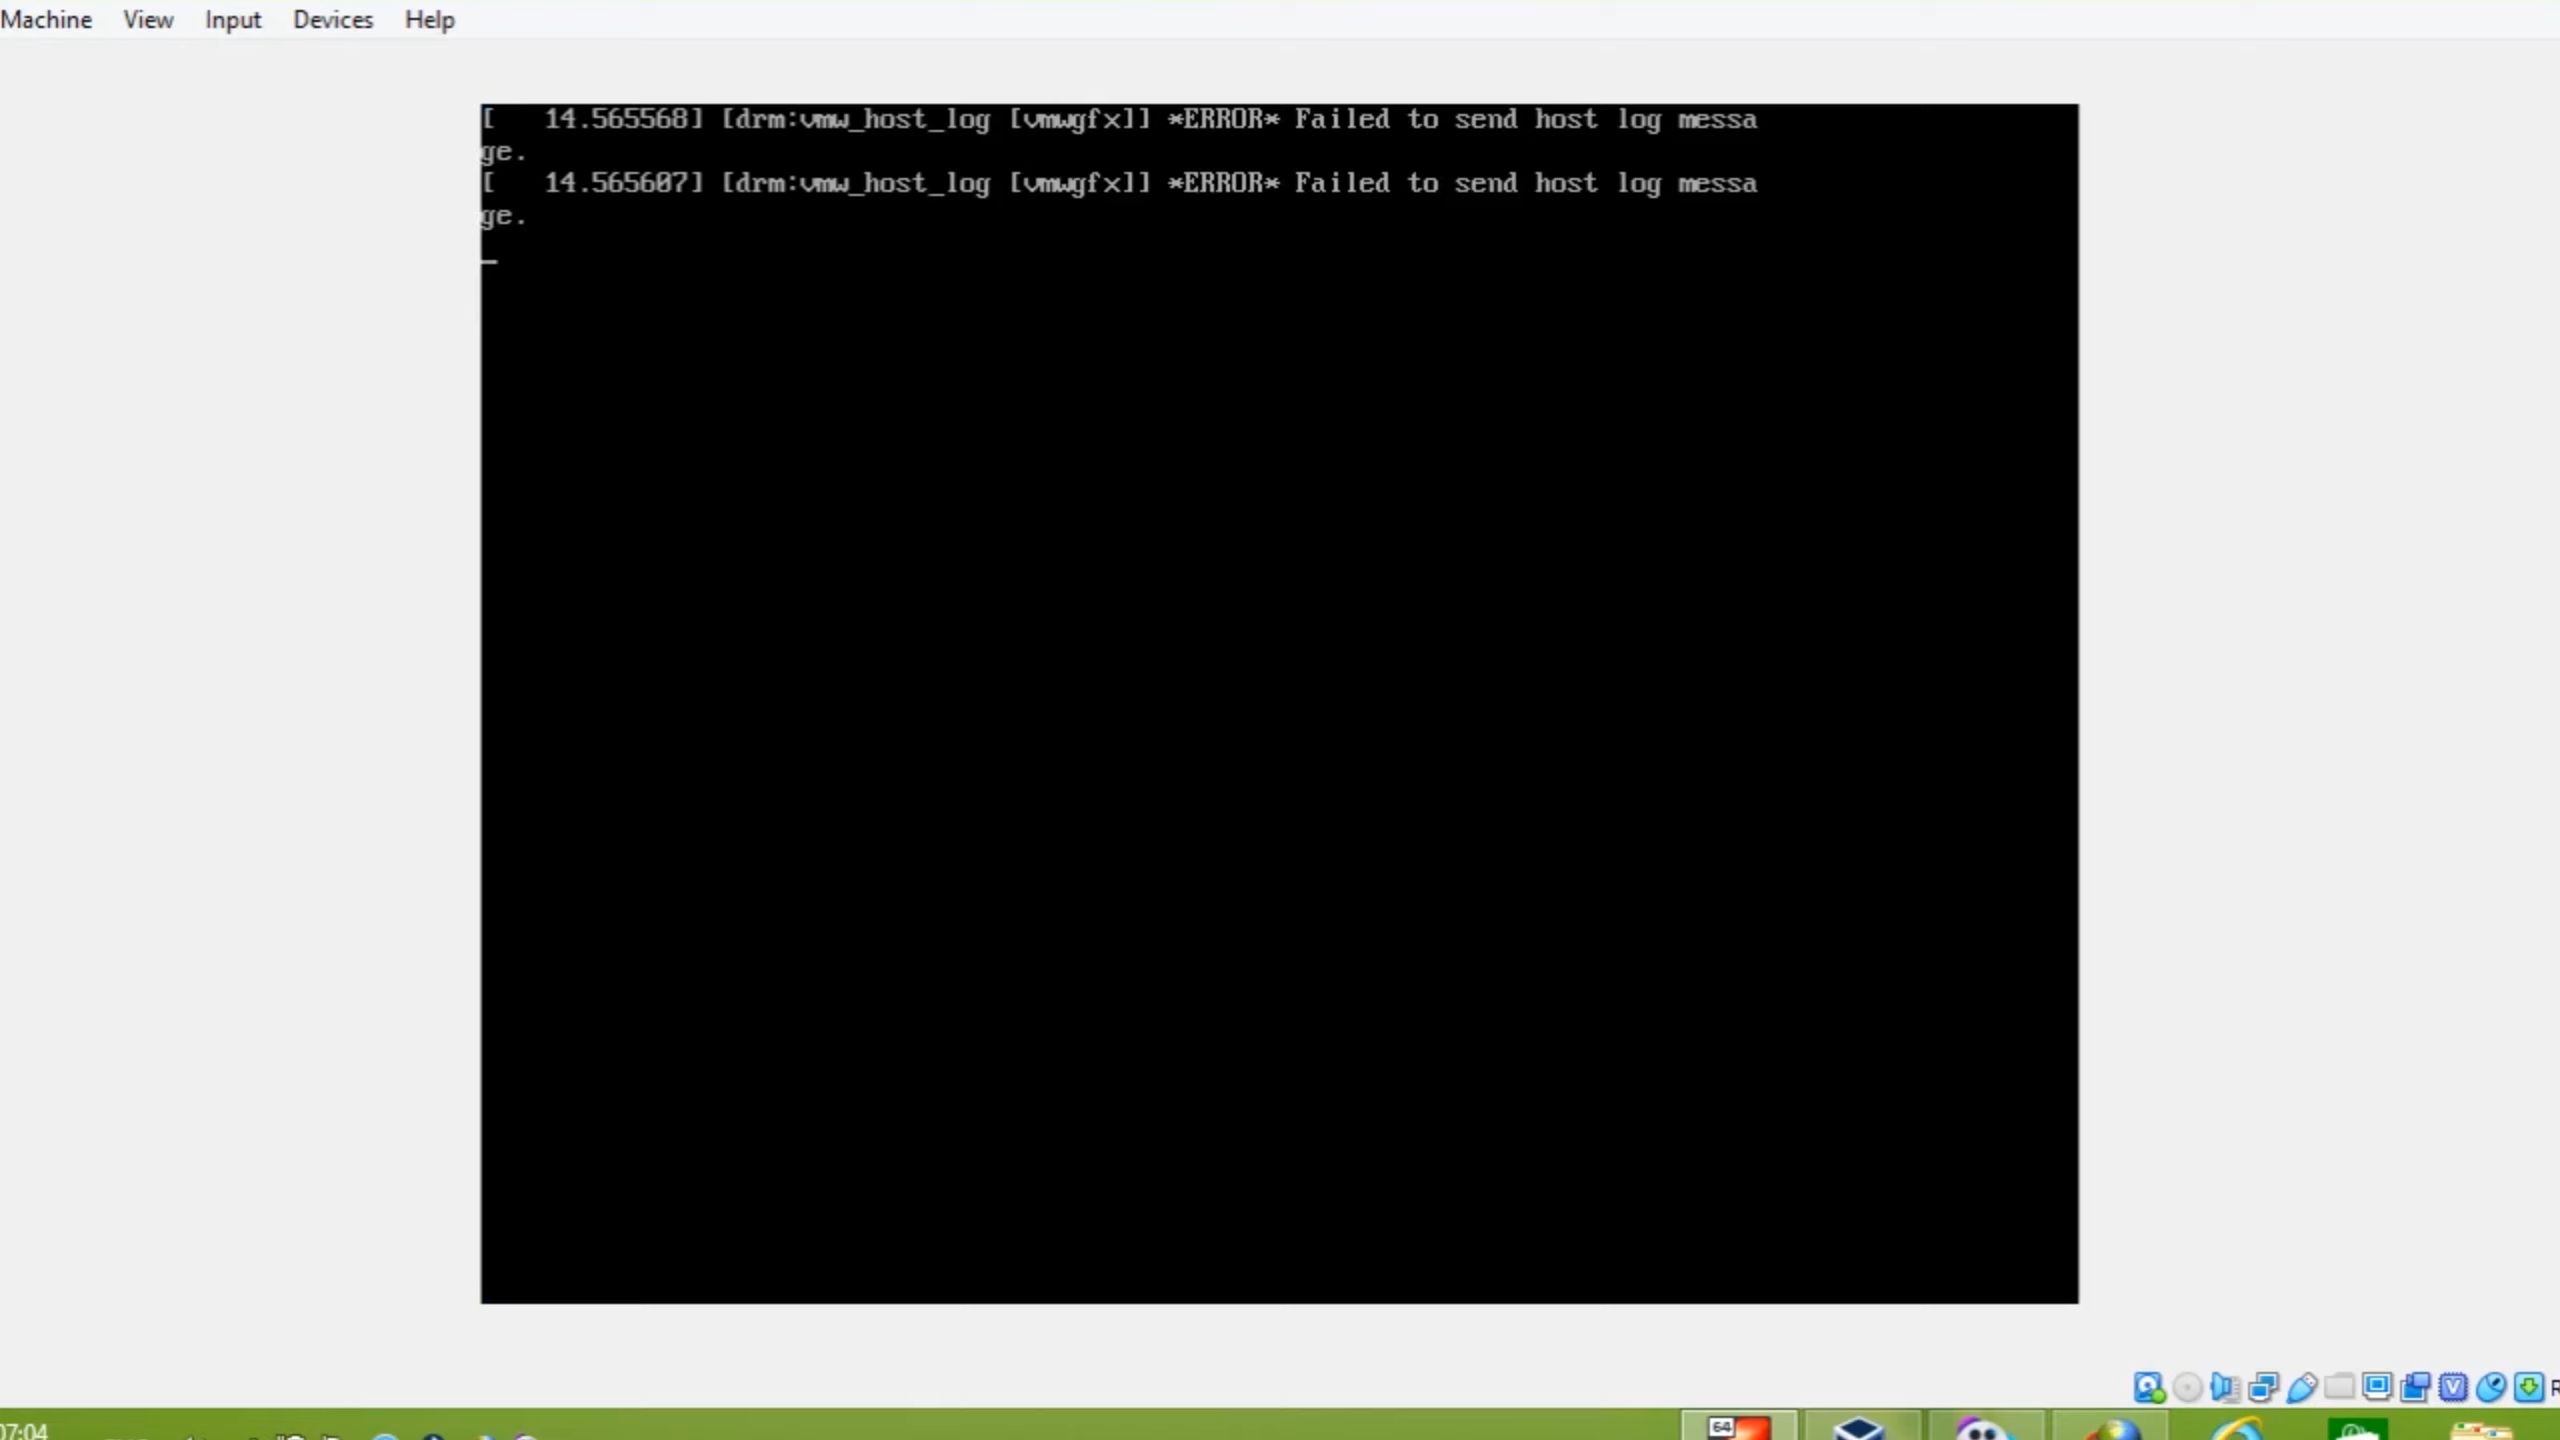 Machine View Input Devices Help
[   14.565568] [drm:vmw_host_log [vmwgfx]] *ERROR* Failed to send host log messa
ge.
[   14.565607] [drm:vmw_host_log [vmwgfx]] *ERROR* Failed to send host log messa
ge.
_
64
07:04